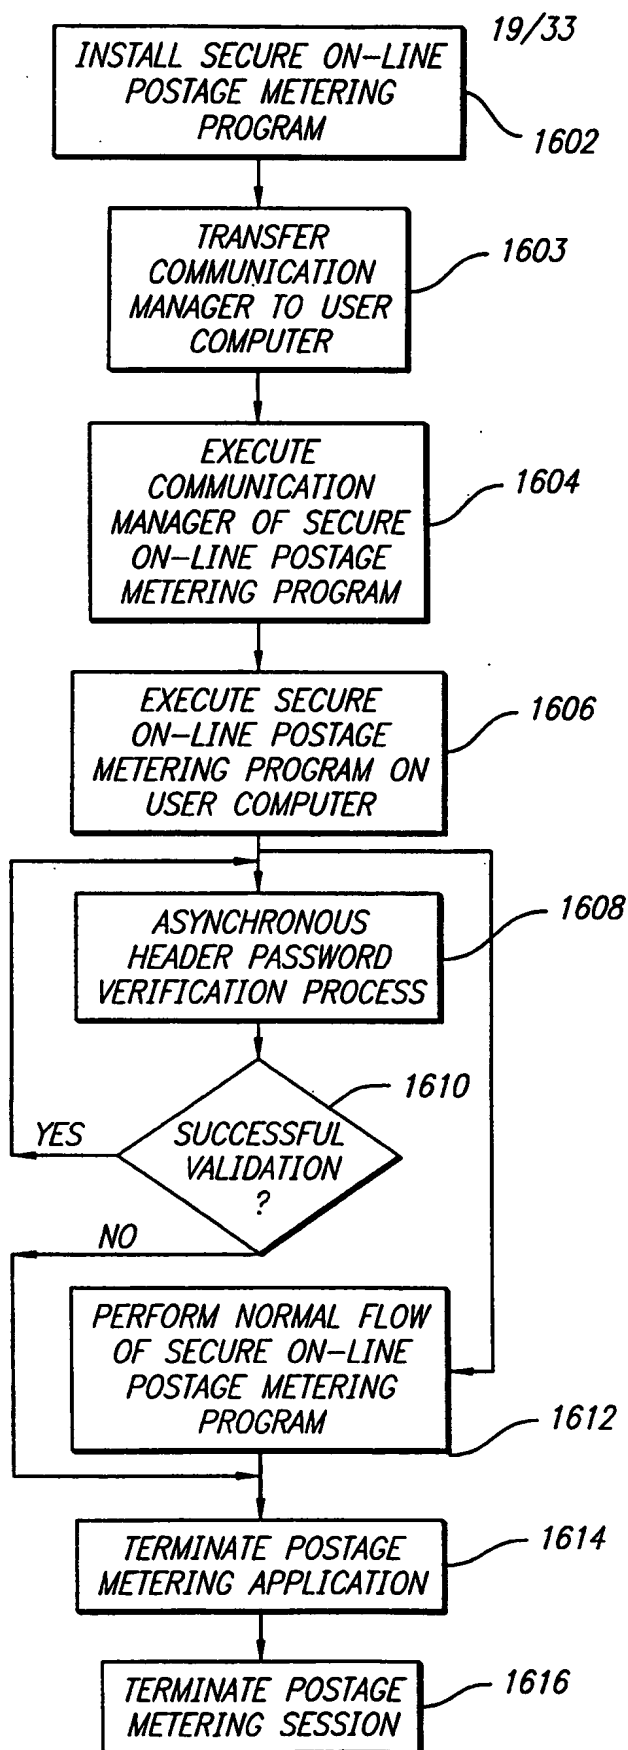 19/33
INSTALL SECURE ON-LINE
POSTAGE METERING
PROGRAM
1602
TRANSFER
COMMUNICATION
MANAGER TO USER
COMPUTER
1603
EXECUTE
COMMUNICATION
MANAGER OF SECURE
ON-LINE POSTAGE
METERING PROGRAM
1604
EXECUTE SECURE
ON-LINE POSTAGE
METERING PROGRAM ON
USER COMPUTER
1606
ASYNCHRONOUS
HEADER PASSWORD
VERIFICATION PROCESS
1608
SUCCESSFUL
VALIDATION
?
1610
YES
NO
PERFORM NORMAL FLOW
OF SECURE ON-LINE
POSTAGE METERING
PROGRAM
1612
TERMINATE POSTAGE
METERING APPLICATION
1614
TERMINATE POSTAGE
METERING SESSION
1616